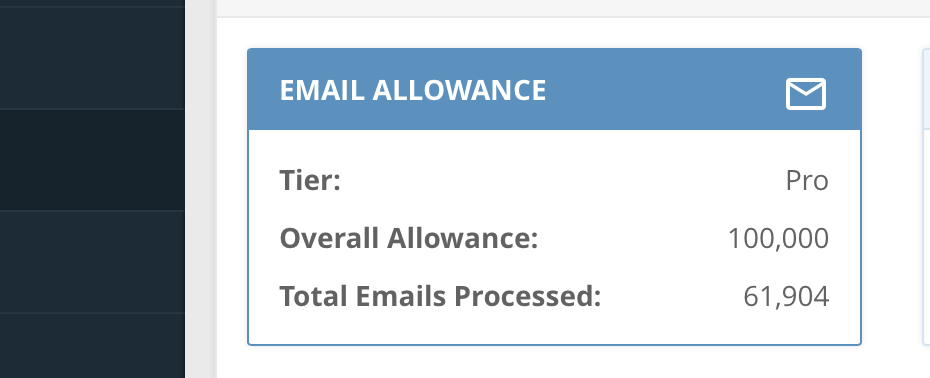 EMAIL ALLOWANCE
Tier: Pro
Overall Allowance: 100,000
Total Emails Processed: 61,904